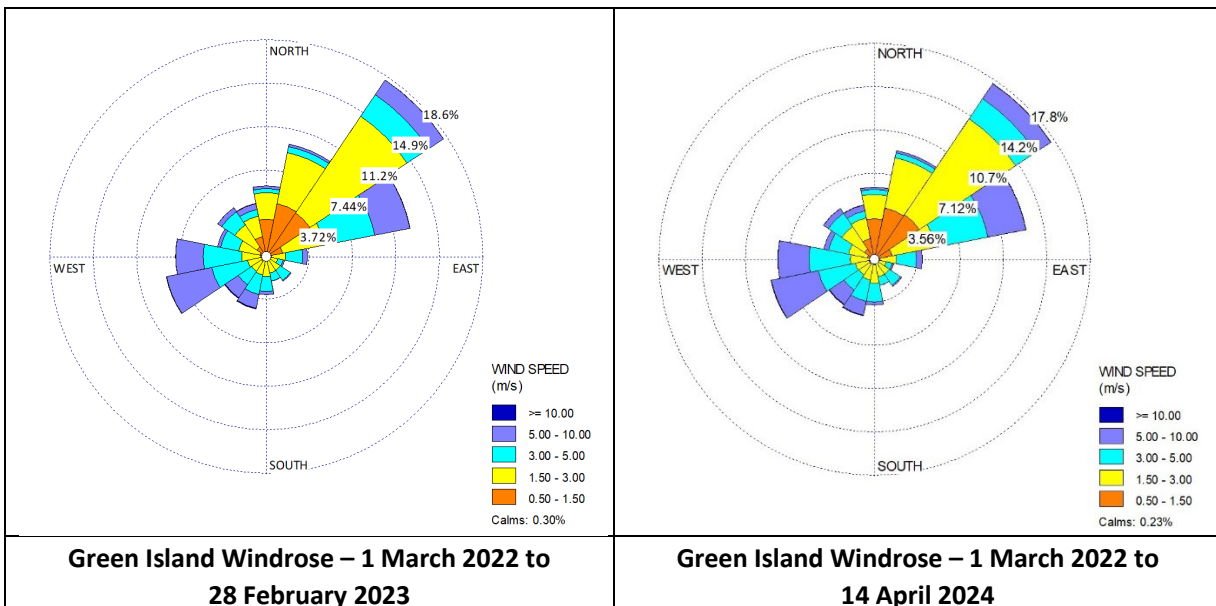 NORTH
18.6%
14.9%
11.2%
7.44%
3.72%
WEST
EAST
WIND SPEED
(m/s)
>= 10.00
5.00 - 10.00
3.00 - 5.00
1.50 - 3.00
0.50 - 1.50
Calms: 0.30%
SOUTH
Green Island Windrose – 1 March 2022 to
28 February 2023
NORTH
17.8%
14.2%
10.7%
7.12%
3.56%
WEST
EAST
WIND SPEED
(m/s)
>= 10.00
5.00 - 10.00
3.00 - 5.00
1.50 - 3.00
0.50 - 1.50
Calms: 0.23%
SOUTH
Green Island Windrose – 1 March 2022 to
14 April 2024